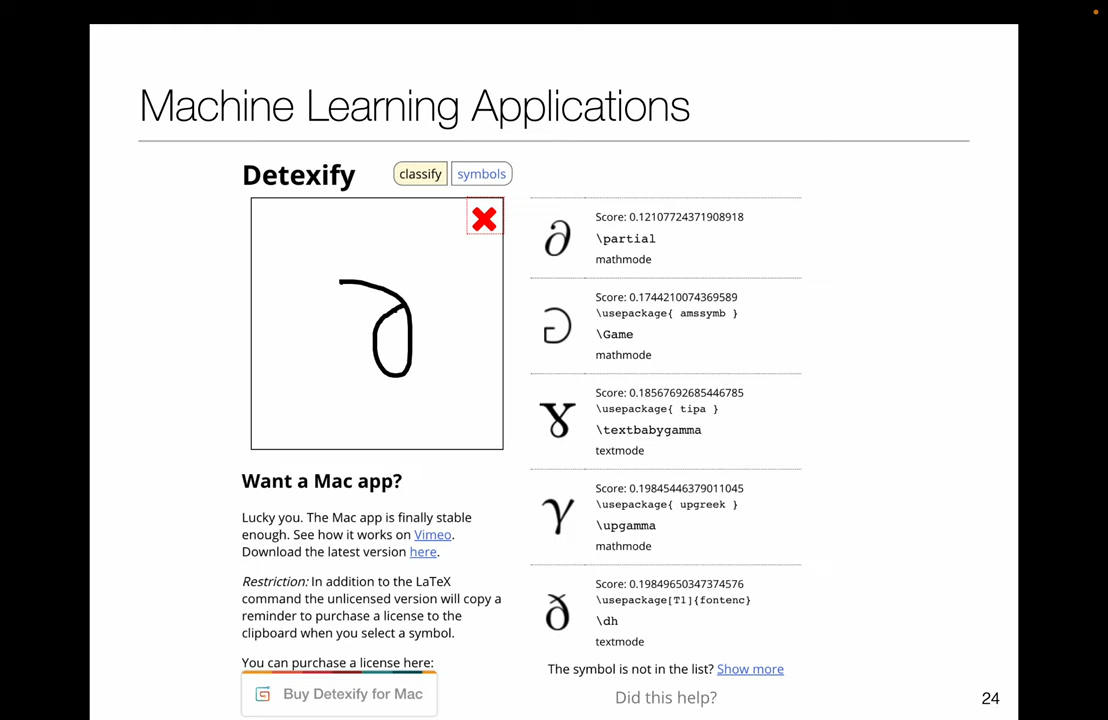 Machine Learning Applications
Detexify
classify
symbols
Want a Mac app?
Lucky you. The Mac app is finally stable
enough. See how it works on Vimeo.
Download the latest version here.
Restriction: In addition to the LaTeX
command the unlicensed version will copy a
reminder to purchase a license to the
clipboard when you select a symbol.
You can purchase a license here:
Buy Detexify for Mac
∂
Score: 0.12107724371908918
\partial
mathmode
⅁
Score: 0.1744210074369589
\usepackage{ amssymb }
\Game
mathmode
ɤ
Score: 0.18567692685446785
\usepackage{ tipa }
\textbabygamma
textmode
γ
Score: 0.19845446379011045
\usepackage{ upgreek }
\upgamma
mathmode
ð
Score: 0.19849650347374576
\usepackage[T1]{fontenc}
\dh
textmode
The symbol is not in the list? Show more
Did this help?
24